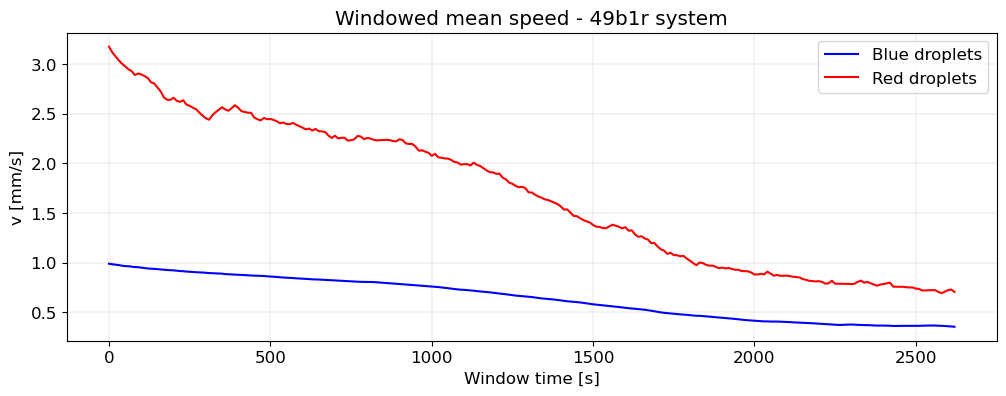 Windowed mean speed - 49b1r system
Blue droplets
Red droplets
v [mm/s]
3.0
2.5
2.0
1.5
1.0
0.5
0
500
1000
1500
2000
2500
Window time [s]